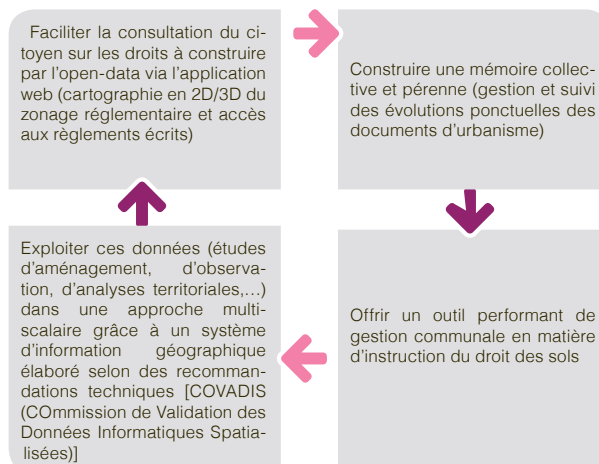 Faciliter la consultation du ci-
toyen sur les droits à construire
par l'open-data via l'application
web (cartographie en 2D/3D du
zonage réglementaire et accès
aux règlements écrits)
Construire une mémoire collec-
tive et pérenne (gestion et suivi
des évolutions ponctuelles des
documents d'urbanisme)
Offrir un outil performant de
gestion communale en matière
d'instruction du droit des sols
Exploiter ces données (études
d'aménagement, d'observa-
tion, d'analyses territoriales,...)
dans une approche multi-
scalaire grâce à un système
d'information géographique
élaboré selon des recomman-
dations techniques [COVADIS
(COmmission de Validation des
Données Informatiques Spatia-
lisées)]